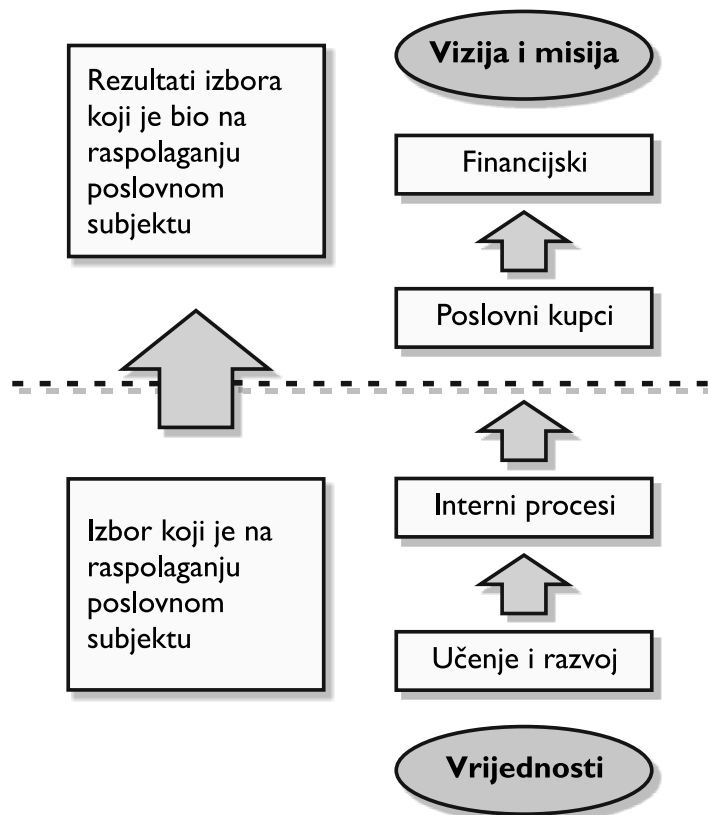 Rezultati izbora
koji je bio na
raspolaganju
poslovnom
subjektu
Vizija i misija
Financijski
Poslovni kupci
Izbor koji je na
raspolaganju
poslovnom
subjektu
Interni procesi
Učenje i razvoj
Vrijednosti